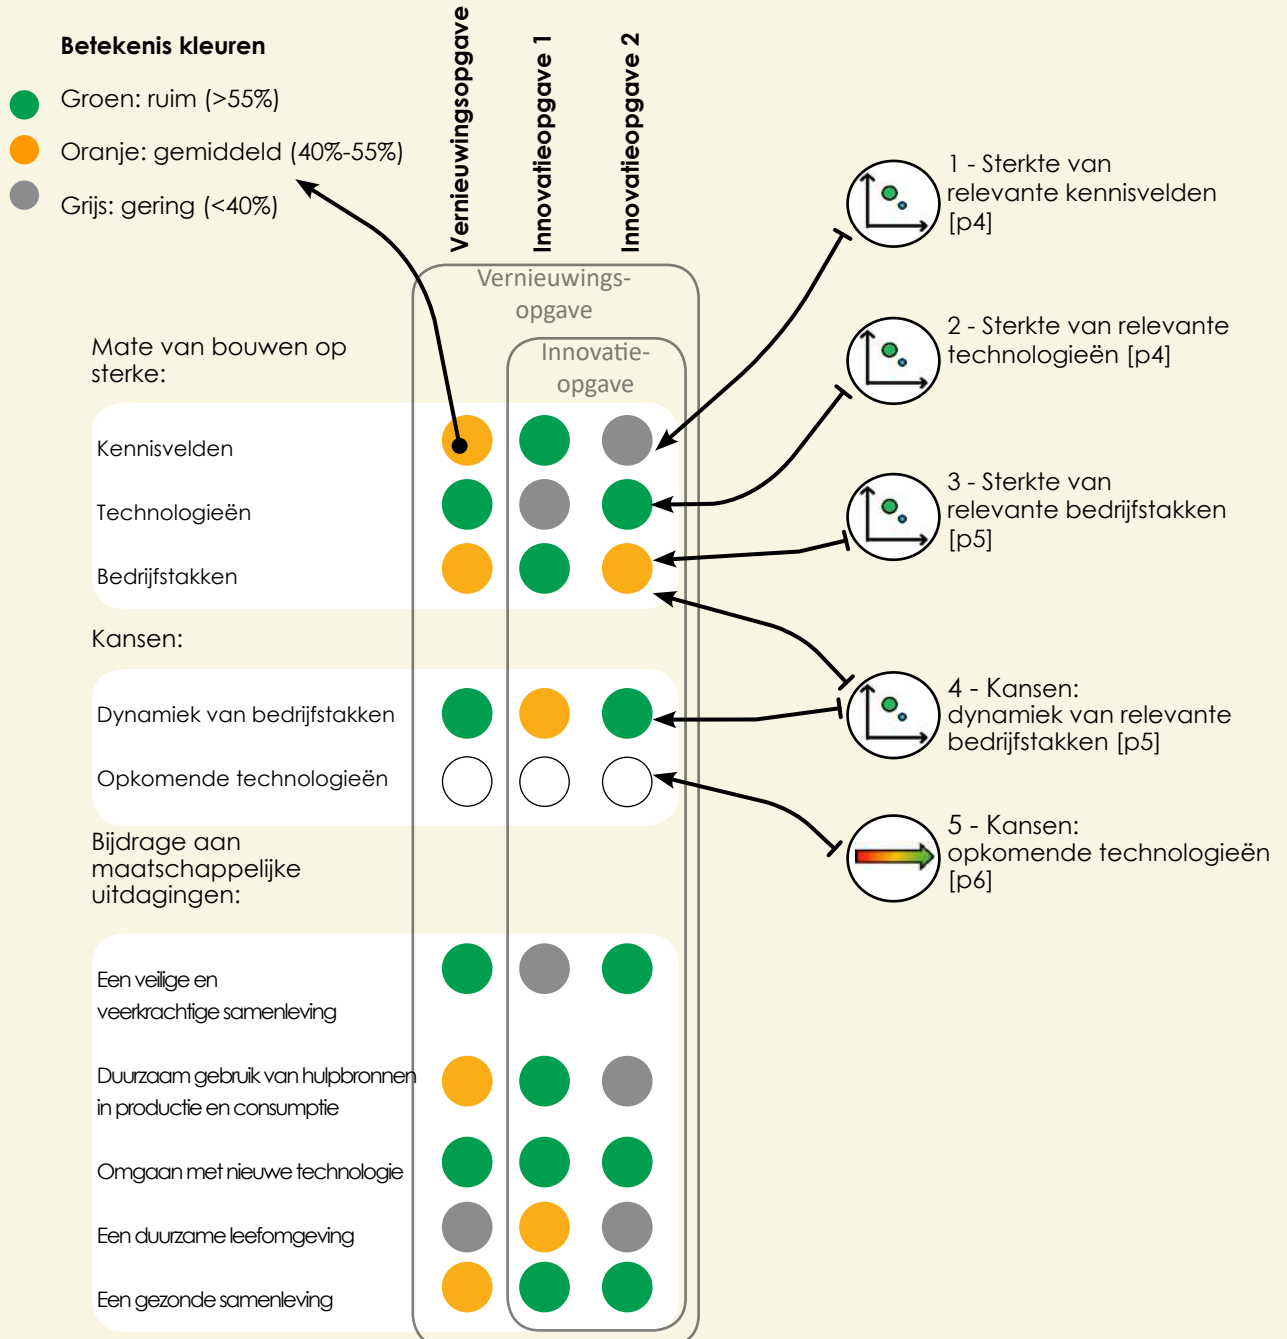 Betekenis kleuren
Groen: ruim (>55%)
Oranje: gemiddeld (40%-55%)
Grijs: gering (<40%)
Vernieuwingsopgave
Innovatieopgave 1
Innovatieopgave 2
Vernieuwings-
opgave
Innovatie-
opgave
Mate van bouwen op
sterke:
Kennisvelden
Technologieën
Bedrijfstakken
Kansen:
Dynamiek van bedrijfstakken
Opkomende technologieën
Bijdrage aan
maatschappelijke
uitdagingen:
Een veilige en
veerkrachtige samenleving
Duurzaam gebruik van hulpbronnen
in productie en consumptie
Omgaan met nieuwe technologie
Een duurzame leefomgeving
Een gezonde samenleving
1 - Sterkte van
relevante kennisvelden
[p4]
2 - Sterkte van relevante
technologieën [p4]
3 - Sterkte van
relevante bedrijfstakken
[p5]
4 - Kansen:
dynamiek van relevante
bedrijfstakken [p5]
5 - Kansen:
opkomende technologieën
[p6]